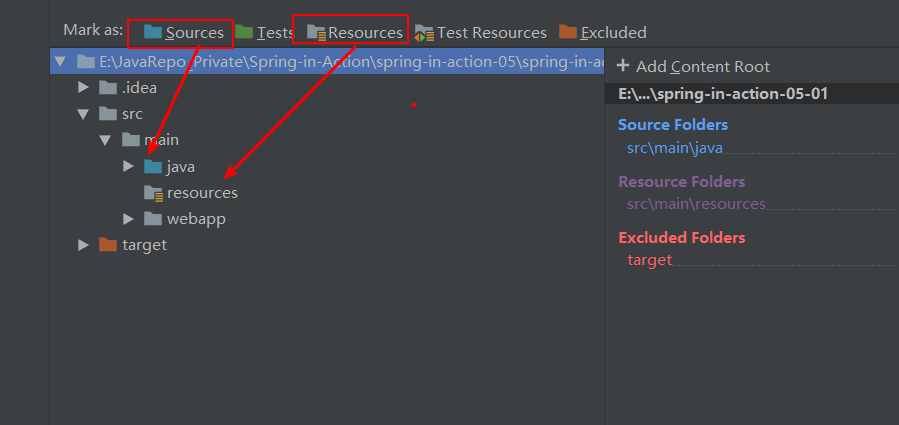 Mark as: Sources Tests Resources Test Resources Excluded
E:\JavaRepo_Private\Spring-in-Action\spring-in-action-05\spring-in-ac
.idea
src
main
java
resources
webapp
target
+ Add Content Root
E:\...\spring-in-action-05-01
Source Folders
src\main\java
Resource Folders
src\main\resources
Excluded Folders
target